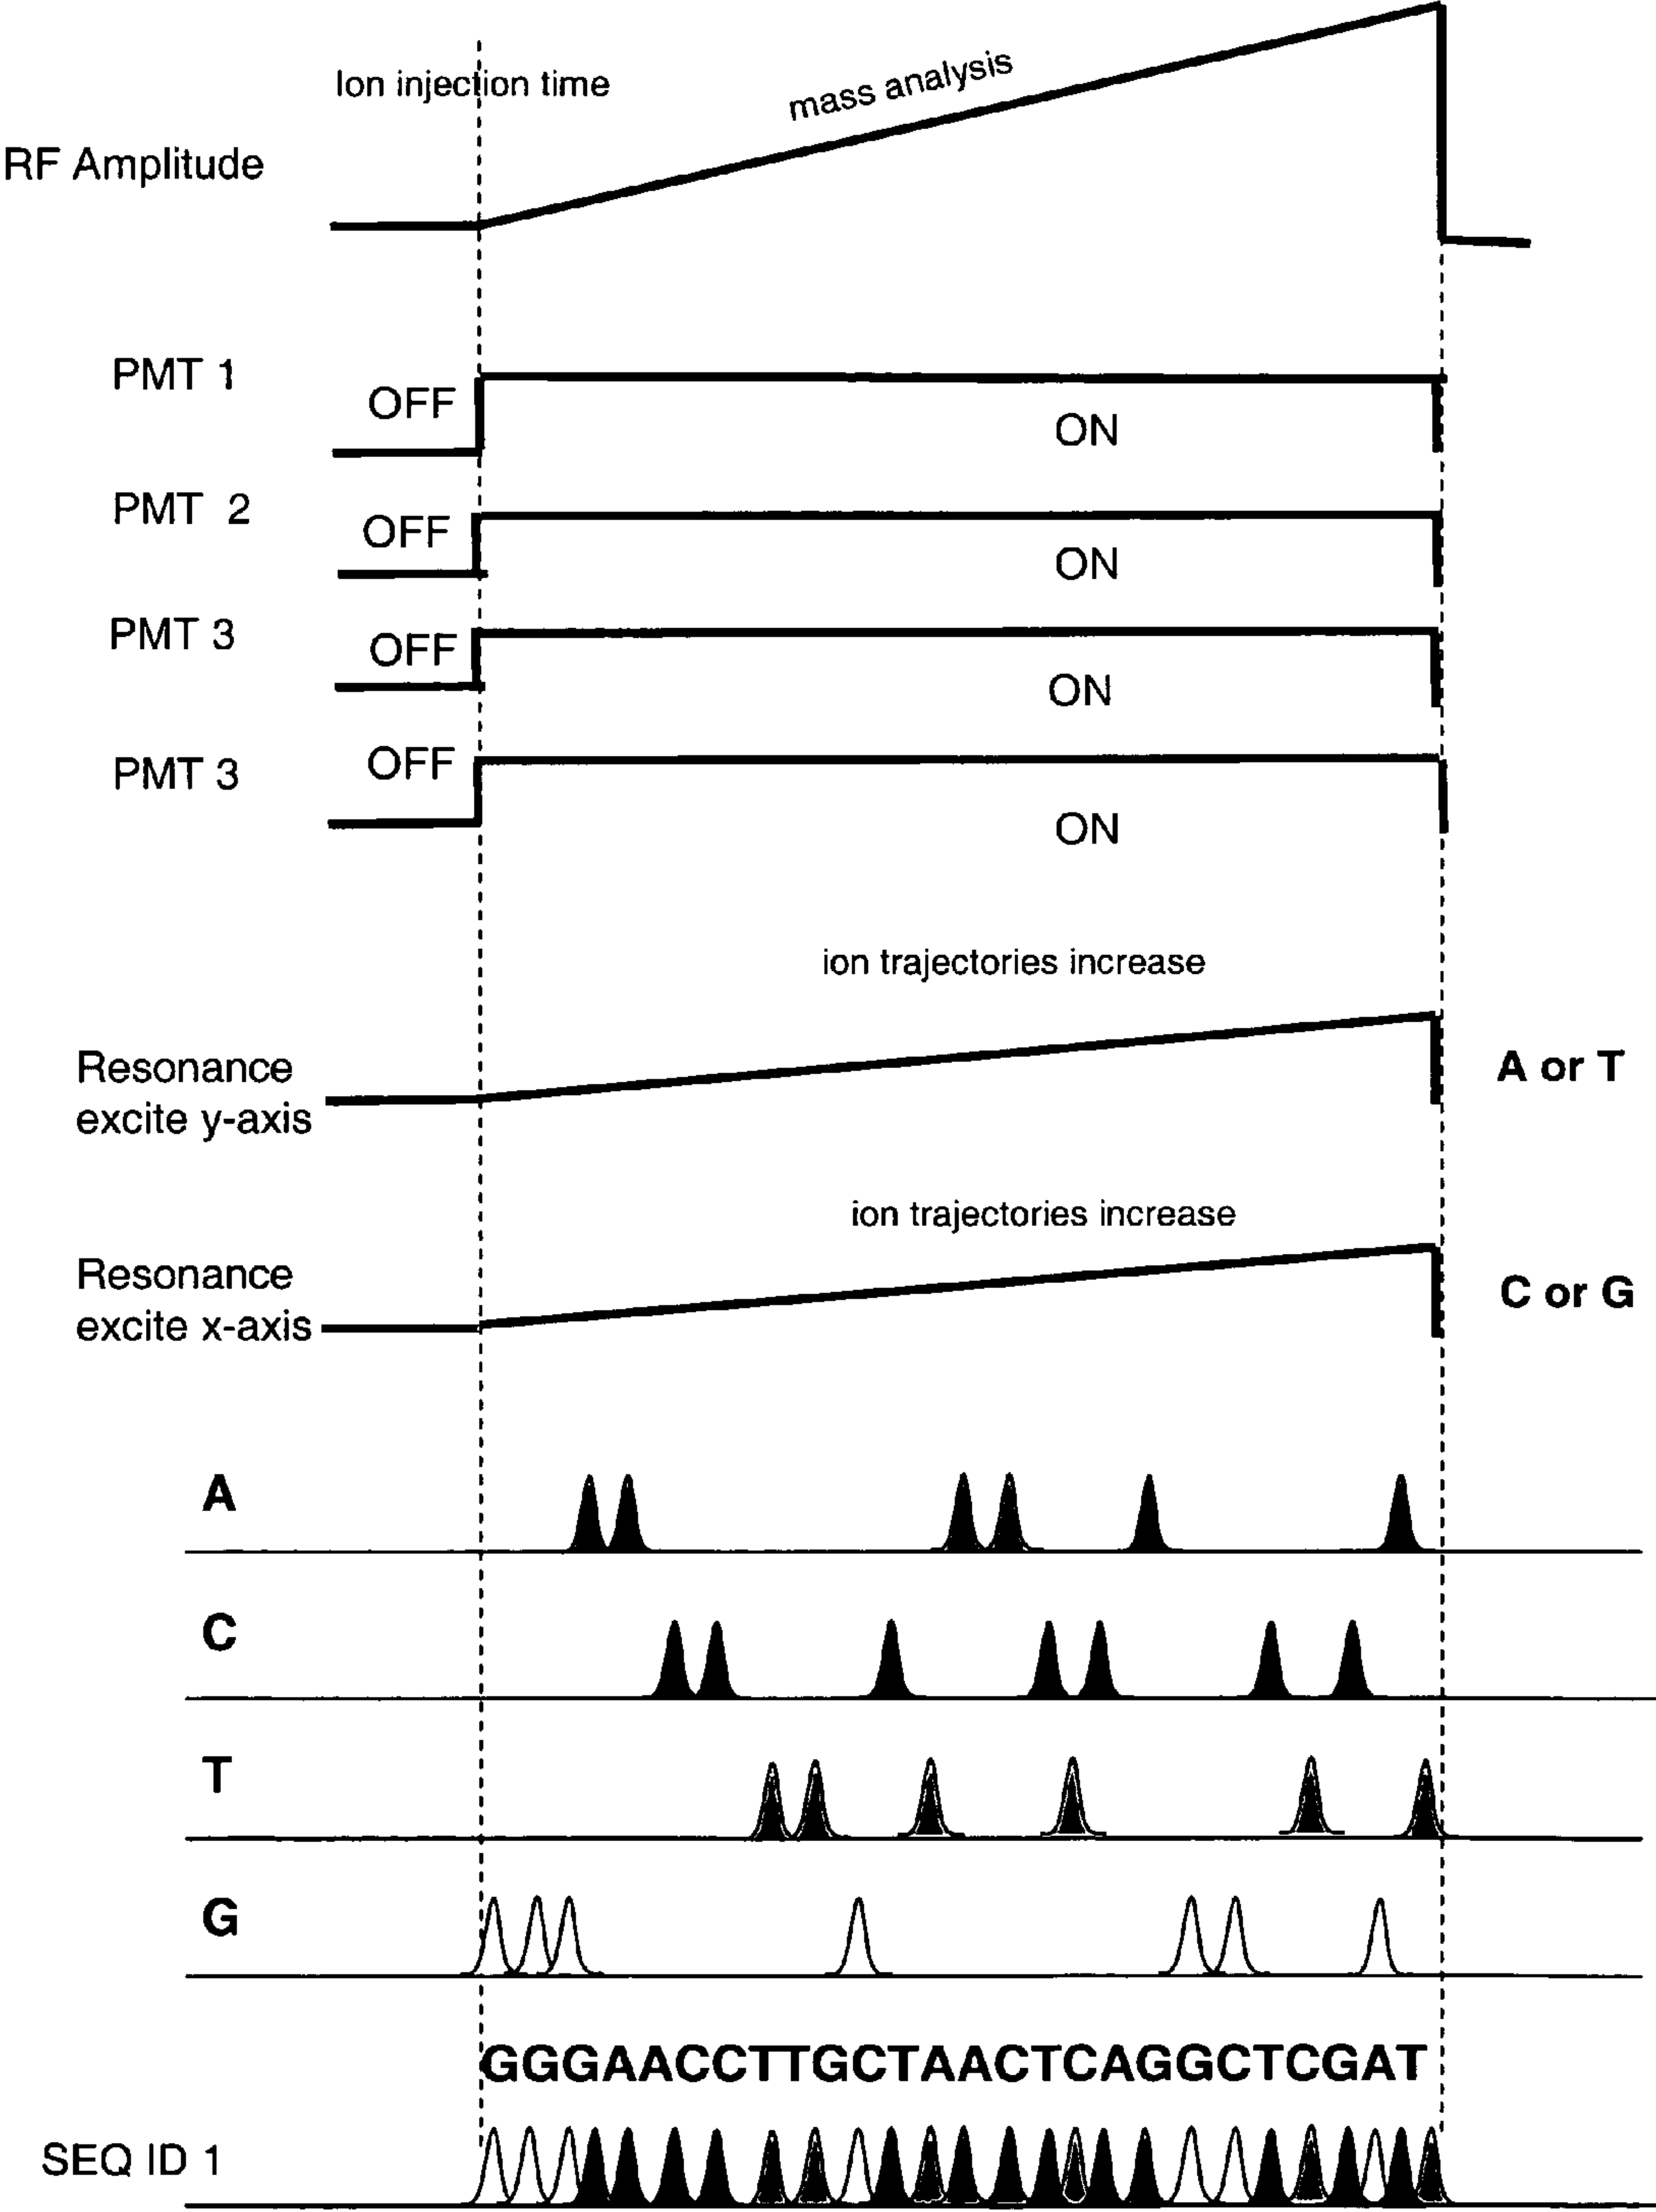 Ion injection time
mass analysis
RF Amplitude
PMT 1
OFF
ON
PMT 2
OFF
ON
PMT 3
OFF
ON
PMT 3
OFF
ON
ion trajectories increase
Resonance
excite y-axis
A or T
ion trajectories increase
Resonance
excite x-axis
C or G
A
C
T
G
GGGAACCTTGCTAACTCAGGCTCGAT
SEQ ID 1